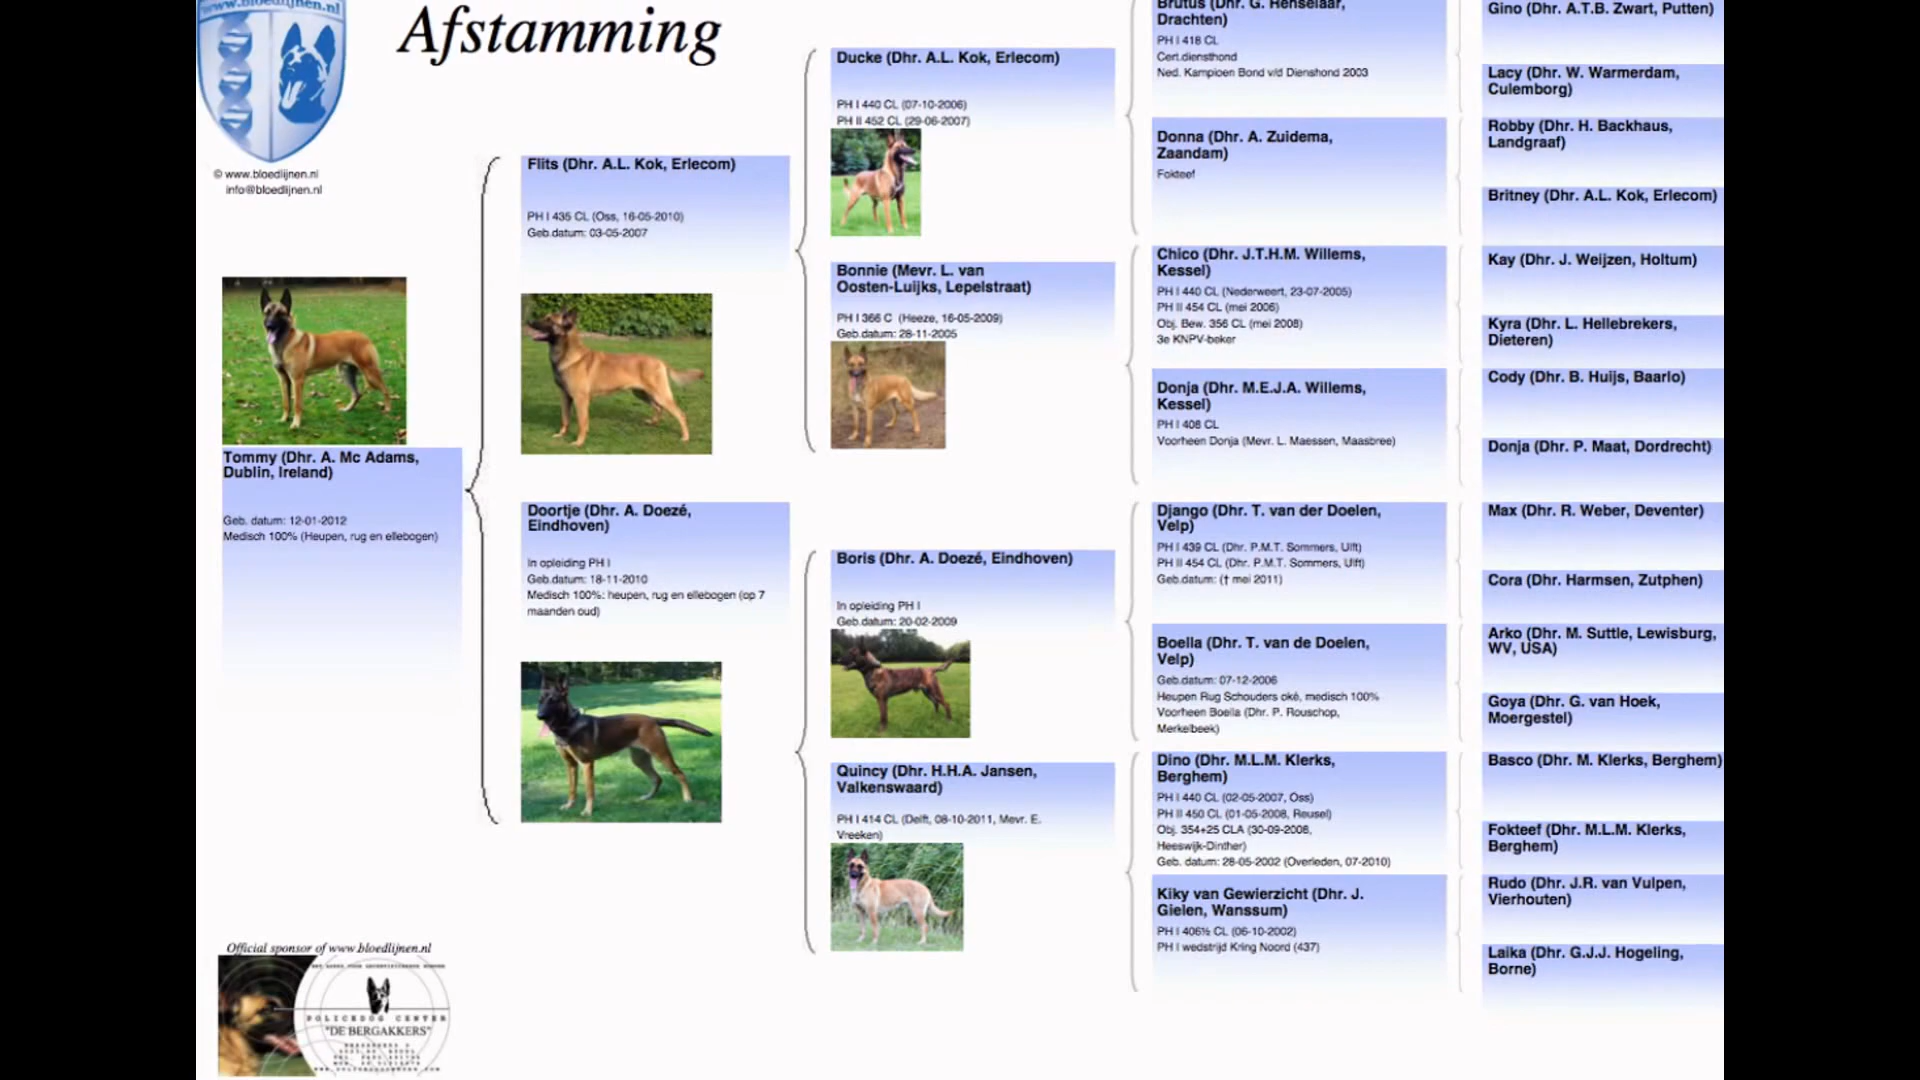 www.bloedlijnen.nl
© www.bloedlijnen.nl
info@bloedlijnen.nl
Afstamming
Tommy (Dhr. A. Mc Adams,
Dublin, Ireland)
Geb. datum: 12-01-2012
Medisch 100% (Heupen, rug en ellebogen)
Flits (Dhr. A.L. Kok, Erlecom)
PH I 435 CL (Oss, 16-05-2010)
Geb.datum: 03-05-2007
Doortje (Dhr. A. Doezé,
Eindhoven)
In opleiding PH I
Geb.datum: 18-11-2010
Medisch 100%: heupen, rug en ellebogen (op 7
maanden oud)
Ducke (Dhr. A.L. Kok, Erlecom)
PH I 440 CL (07-10-2006)
PH II 452 CL (29-06-2007)
Bonnie (Mevr. L. van
Oosten-Luijks, Lepelstraat)
PH I 366 C (Heeze, 16-05-2009)
Geb.datum: 28-11-2005
Boris (Dhr. A. Doezé, Eindhoven)
In opleiding PH I
Geb.datum: 20-02-2009
Quincy (Dhr. H.H.A. Jansen,
Valkenswaard)
PH I 414 CL (Delft, 08-10-2011, Mevr. E.
Vreeken)
Brutus (Dhr. G. Henselaar,
Drachten)
PH I 418 CL
Cert.diensthond
Ned. Kampioen Bond v/d Dienshond 2003
Donna (Dhr. A. Zuidema,
Zaandam)
Fokteef
Chico (Dhr. J.T.H.M. Willems,
Kessel)
PH I 440 CL (Nederweert, 23-07-2005)
PH II 454 CL (mei 2006)
Obj. Bew. 356 CL (mei 2008)
3e KNPV-beker
Donja (Dhr. M.E.J.A. Willems,
Kessel)
PH I 408 CL
Voorheen Donja (Mevr. L. Maessen, Maasbree)
Django (Dhr. T. van der Doelen,
Velp)
PH I 439 CL (Dhr. P.M.T. Sommers, Ulft)
PH II 454 CL (Dhr. P.M.T. Sommers, Ulft)
Geb.datum: († mei 2011)
Boella (Dhr. T. van de Doelen,
Velp)
Geb.datum: 07-12-2006
Heupen Rug Schouders oké, medisch 100%
Voorheen Boella (Dhr. P. Rouschop,
Merkelbeek)
Dino (Dhr. M.L.M. Klerks,
Berghem)
PH I 440 CL (02-05-2007, Oss)
PH II 450 CL (01-05-2008, Reusel)
Obj. 354+25 CLA (30-09-2008,
Heeswijk-Dinther)
Geb. datum: 28-05-2002 (Overleden, 07-2010)
Kiky van Gewierzicht (Dhr. J.
Gielen, Wanssum)
PH I 406½ CL (06-10-2002)
PH I wedstrijd Kring Noord (437)
Gino (Dhr. A.T.B. Zwart, Putten)
Lacy (Dhr. W. Warmerdam,
Culemborg)
Robby (Dhr. H. Backhaus,
Landgraaf)
Britney (Dhr. A.L. Kok, Erlecom)
Kay (Dhr. J. Weijzen, Holtum)
Kyra (Dhr. L. Hellebrekers,
Dieteren)
Cody (Dhr. B. Huijs, Baarlo)
Donja (Dhr. P. Maat, Dordrecht)
Max (Dhr. R. Weber, Deventer)
Cora (Dhr. Harmsen, Zutphen)
Arko (Dhr. M. Suttle, Lewisburg,
WV, USA)
Goya (Dhr. G. van Hoek,
Moergestel)
Basco (Dhr. M. Klerks, Berghem)
Fokteef (Dhr. M.L.M. Klerks,
Berghem)
Rudo (Dhr. J.R. van Vulpen,
Vierhouten)
Laika (Dhr. G.J.J. Hogeling,
Borne)
Official sponsor of www.bloedlijnen.nl
POLICEDOG CENTER
"DE BERGAKKERS"